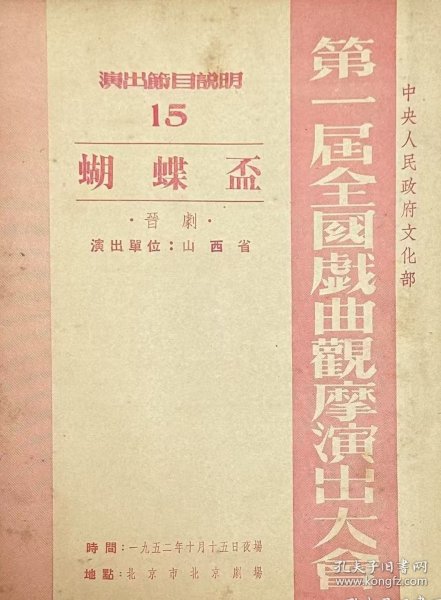 中央人民政府文化部
第一屆全國戲曲觀摩演出大會
演出節目說明
15
蝴蝶盃
·晉劇·
演出單位：山西省
時間：一九五二年十月十五日夜場
地點：北京市北京劇場
孔夫子旧书网